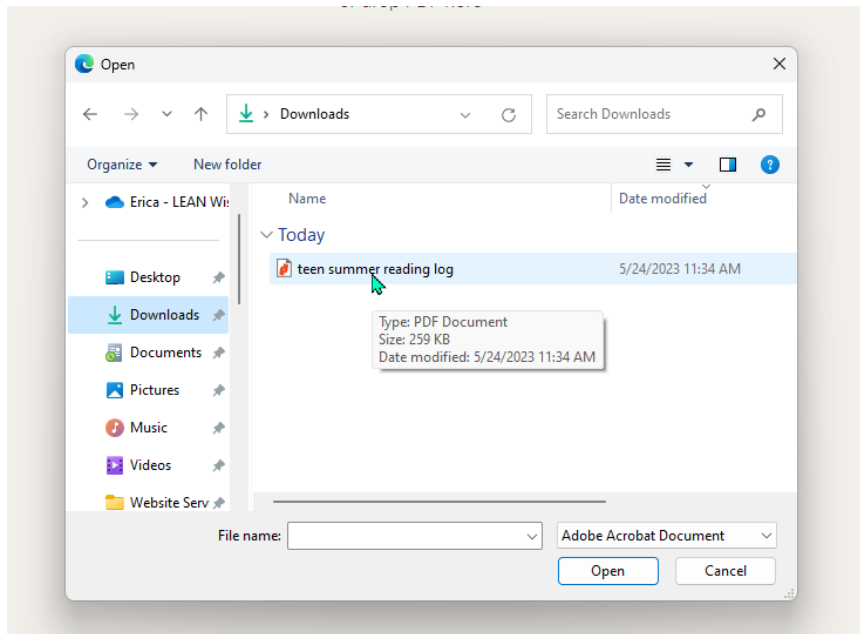 Open
Downloads
Search Downloads
Organize
New folder
Erica - LEAN Wis
Name
Date modified
Today
teen summer reading log
5/24/2023 11:34 AM
Type: PDF Document
Size: 259 KB
Date modified: 5/24/2023 11:34 AM
Desktop
Downloads
Documents
Pictures
Music
Videos
Website Serv
File name:
Adobe Acrobat Document
Open
Cancel